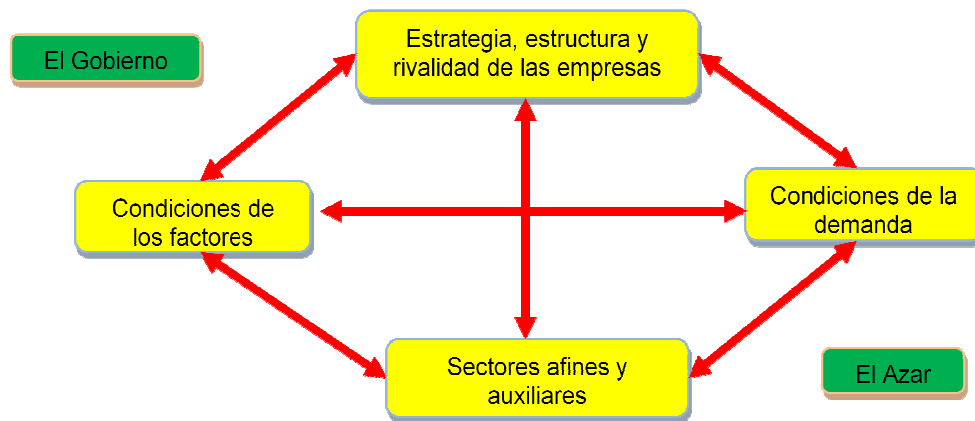 Estrategia, estructura y
rivalidad de las empresas
El Gobierno
Condiciones de
los factores
Condiciones de la
demanda
Sectores afines y
auxiliares
El Azar